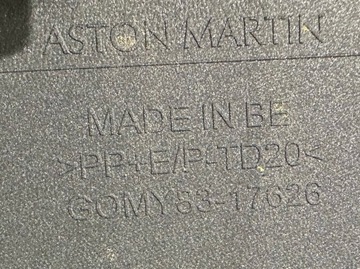 ASTON MARTIN
MADE IN BE
>PP+E/P-TD20<
GOMY83-17626